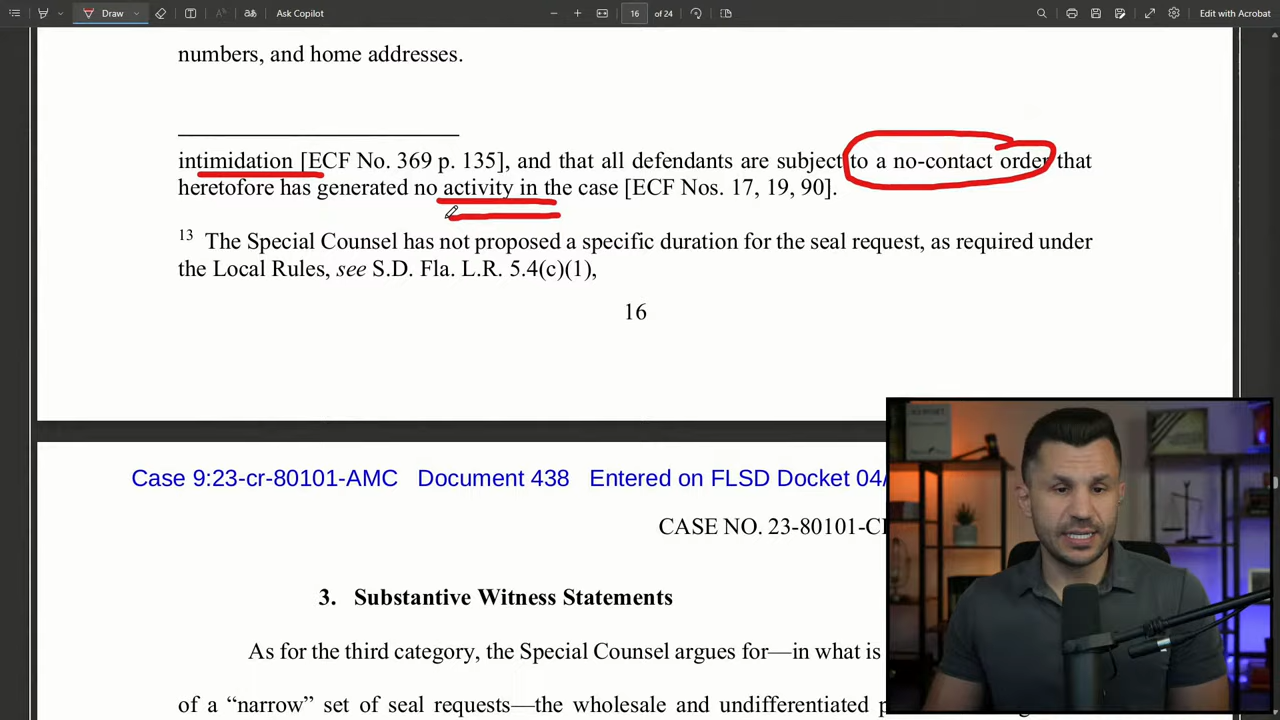 Draw
Ask Copilot
16
of 24
Edit with Acrobat
numbers, and home addresses.
intimidation [ECF No. 369 p. 135], and that all defendants are subject to a no-contact order that
heretofore has generated no activity in the case [ECF Nos. 17, 19, 90].
13 The Special Counsel has not proposed a specific duration for the seal request, as required under
the Local Rules, see S.D. Fla. L.R. 5.4(c)(1),
16
Case 9:23-cr-80101-AMC Document 438 Entered on FLSD Docket 04/
CASE NO. 23-80101-C
3. Substantive Witness Statements
As for the third category, the Special Counsel argues for—in what is
of a “narrow” set of seal requests—the wholesale and undifferentiated